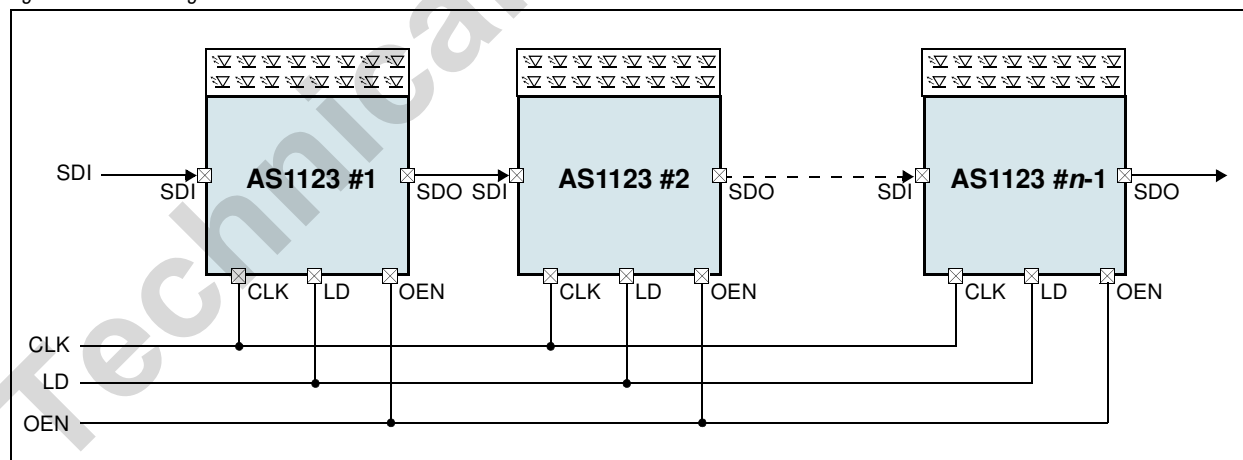 SDI
SDI
AS1123 #1
SDO
SDI
AS1123 #2
SDO
SDI
AS1123 #n-1
SDO
CLK
LD
OEN
CLK
LD
OEN
CLK
LD
OEN
CLK
LD
OEN
Technical